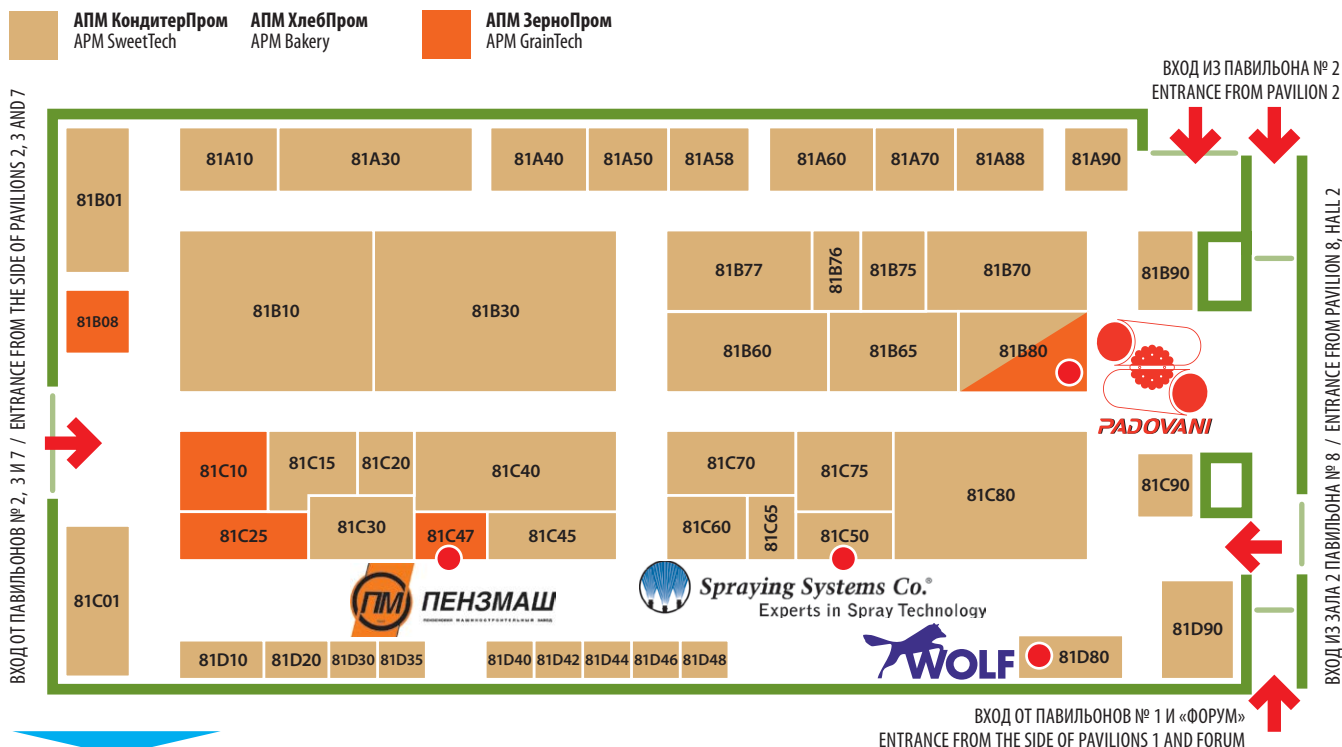 АПМ КондитерПром
APM SweetTech
АПМ ХлебПром
APM Bakery
АПМ ЗерноПром
APM GrainTech
ВХОД ИЗ ПАВИЛЬОНА № 2
ENTRANCE FROM PAVILION 2
ВХОД ОТ ПАВИЛЬОНОВ № 2, 3 И 7 / ENTRANCE FROM THE SIDE OF PAVILIONS 2, 3 AND 7
81A10
81A30
81A40
81A50
81A58
81A60
81A70
81A88
81A90
81B01
81B08
81B10
81B30
81B77
81B76
81B75
81B70
81B90
81B60
81B65
81B80
PADOVANI
81C10
81C15
81C20
81C40
81C70
81C75
81C80
81C90
81C25
81C30
81C47
81C45
81C60
81C65
81C50
81C01
ПМ ПЕНЗМАШ
ПЕНЗЕНСКИЙ МАШИНОСТРОИТЕЛЬНЫЙ ЗАВОД
Spraying Systems Co.®
Experts in Spray Technology
WOLF
81D10
81D20
81D30
81D35
81D40
81D42
81D44
81D46
81D48
81D80
81D90
ВХОД ИЗ ЗАЛА 2 ПАВИЛЬОНА № 8 / ENTRANCE FROM PAVILION 8, HALL 2
ВХОД ОТ ПАВИЛЬОНОВ № 1 И «ФОРУМ»
ENTRANCE FROM THE SIDE OF PAVILIONS 1 AND FORUM